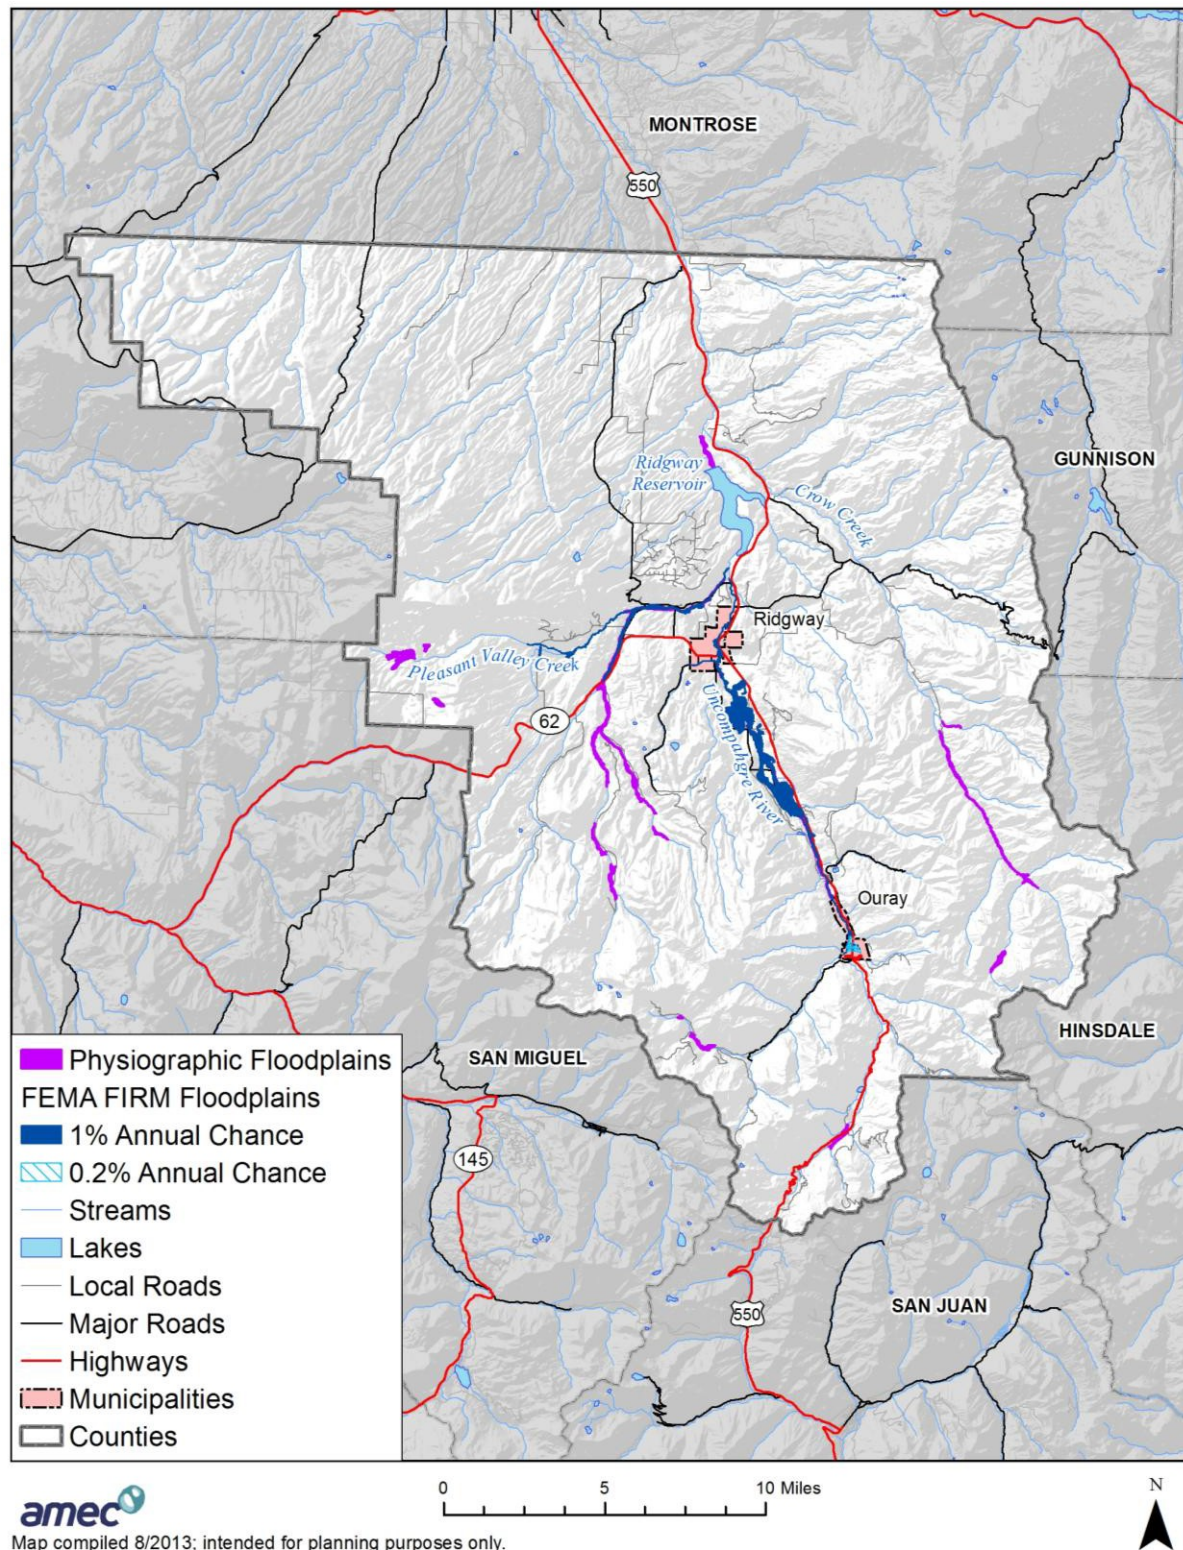 MONTROSE
550
GUNNISON
Ridgway
Reservoir
Crow Creek
Ridgway
Pleasant Valley Creek
62
Uncompahgre River
Ouray
HINSDALE
SAN MIGUEL
145
550
SAN JUAN
Physiographic Floodplains
FEMA FIRM Floodplains
1% Annual Chance
0.2% Annual Chance
Streams
Lakes
Local Roads
Major Roads
Highways
Municipalities
Counties
amec
0 5 10 Miles
N
Map compiled 8/2013; intended for planning purposes only.